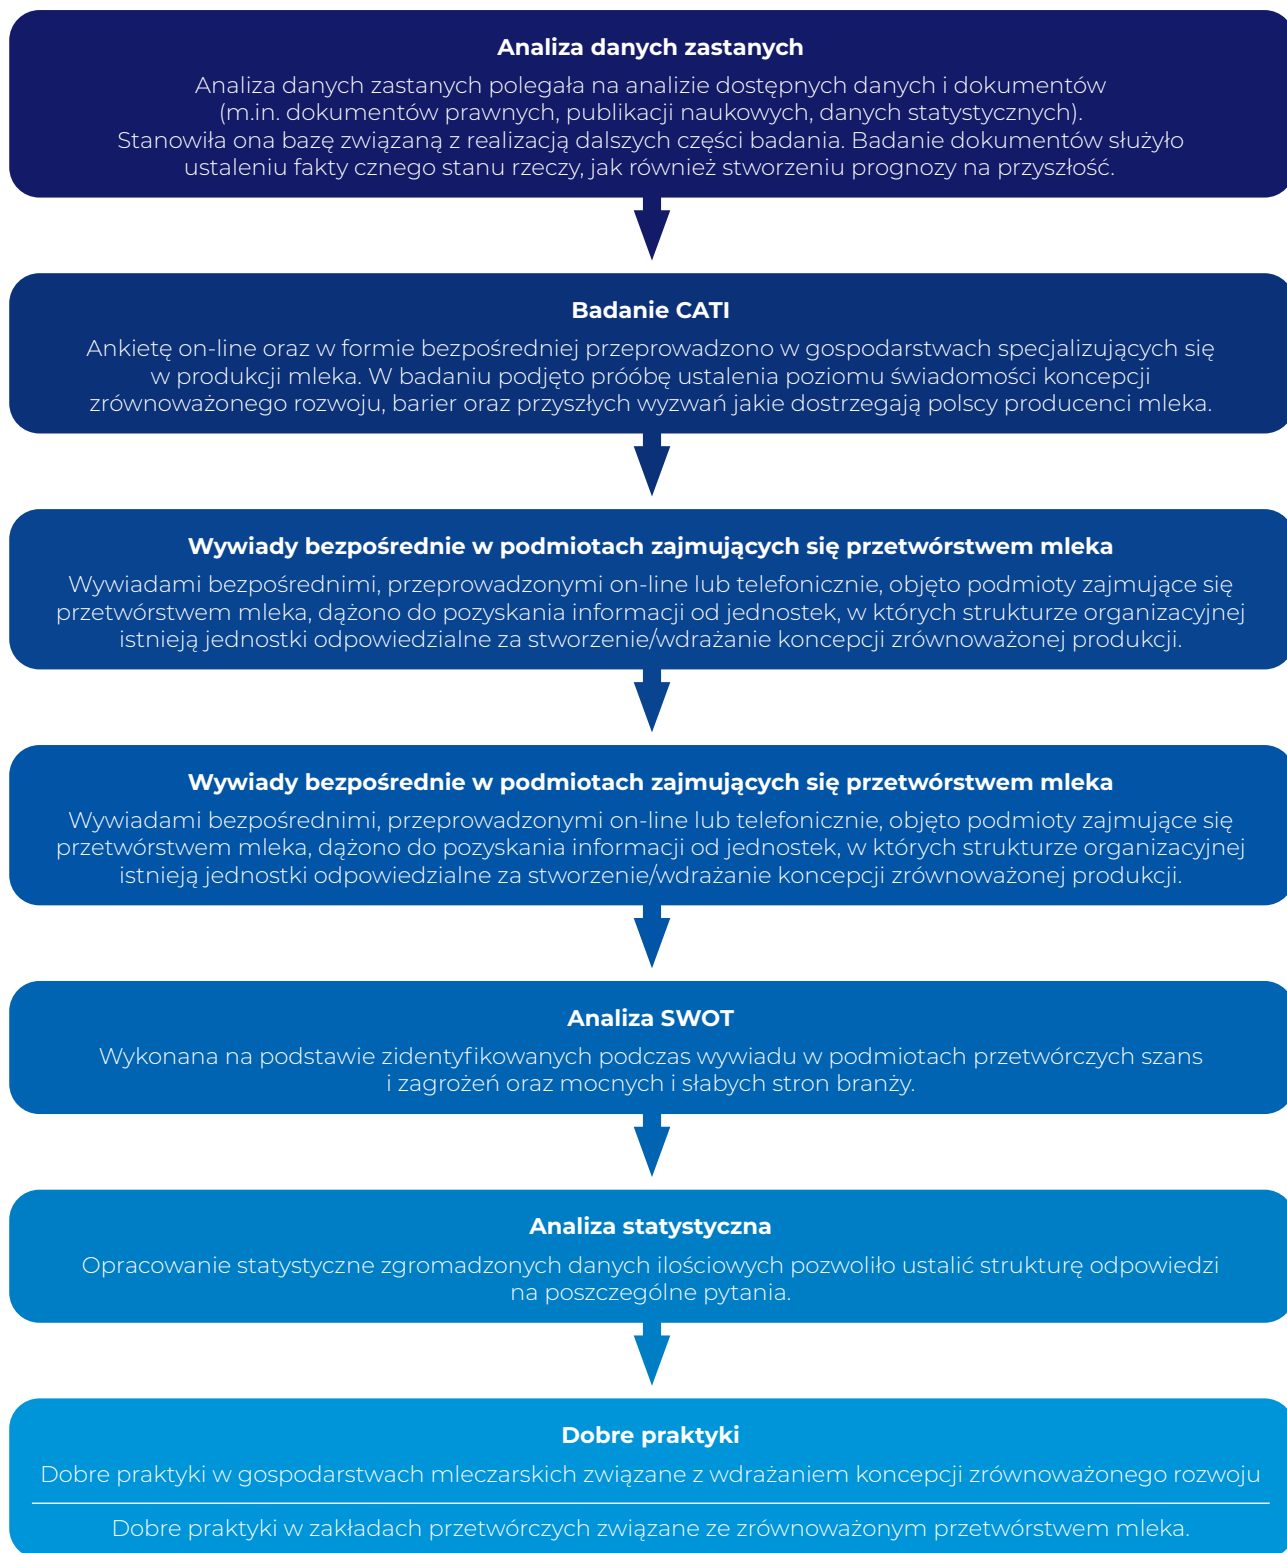 Analiza danych zastanych
Analiza danych zastanych polegała na analizie dostępnych danych i dokumentów
(m.in. dokumentów prawnych, publikacji naukowych, danych statystycznych).
Stanowiła ona bazę związaną z realizacją dalszych części badania. Badanie dokumentów służyło
ustaleniu fakty cznego stanu rzeczy, jak również stworzeniu prognozy na przyszłość.
Badanie CATI
Ankietę on-line oraz w formie bezpośredniej przeprowadzono w gospodarstwach specjalizujących się
w produkcji mleka. W badaniu podjęto próóbę ustalenia poziomu świadomości koncepcji
zrównoważonego rozwoju, barier oraz przyszłych wyzwań jakie dostrzegają polscy producenci mleka.
Wywiady bezpośrednie w podmiotach zajmujących się przetwórstwem mleka
Wywiadami bezpośrednimi, przeprowadzonymi on-line lub telefonicznie, objęto podmioty zajmujące się
przetwórstwem mleka, dążono do pozyskania informacji od jednostek, w których strukturze organizacyjnej
istnieją jednostki odpowiedzialne za stworzenie/wdrażanie koncepcji zrównoważonej produkcji.
Wywiady bezpośrednie w podmiotach zajmujących się przetwórstwem mleka
Wywiadami bezpośrednimi, przeprowadzonymi on-line lub telefonicznie, objęto podmioty zajmujące się
przetwórstwem mleka, dążono do pozyskania informacji od jednostek, w których strukturze organizacyjnej
istnieją jednostki odpowiedzialne za stworzenie/wdrażanie koncepcji zrównoważonej produkcji.
Analiza SWOT
Wykonana na podstawie zidentyfikowanych podczas wywiadu w podmiotach przetwórczych szans
i zagrożeń oraz mocnych i słabych stron branży.
Analiza statystyczna
Opracowanie statystyczne zgromadzonych danych ilościowych pozwoliło ustalić strukturę odpowiedzi
na poszczególne pytania.
Dobre praktyki
Dobre praktyki w gospodarstwach mleczarskich związane z wdrażaniem koncepcji zrównoważonego rozwoju
Dobre praktyki w zakładach przetwórczych związane ze zrównoważonym przetwórstwem mleka.